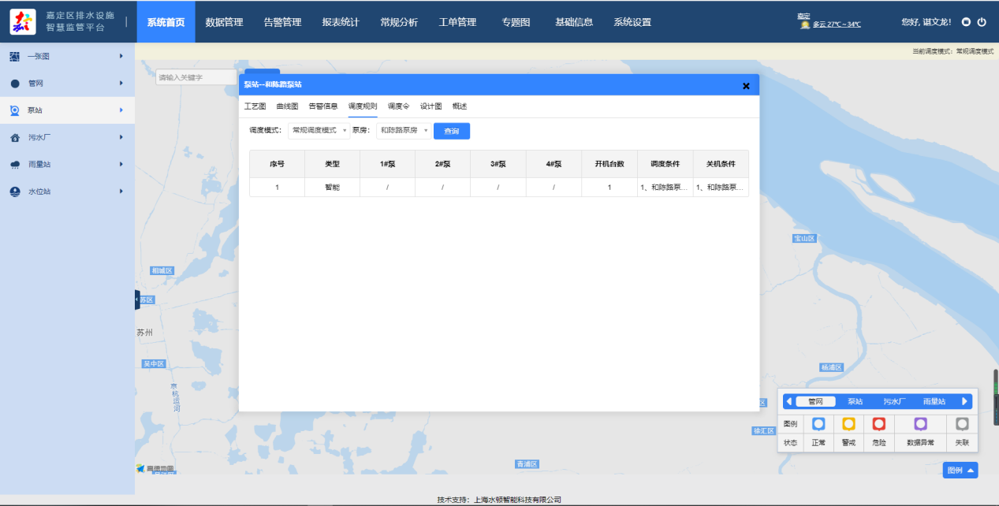 嘉定区排水设施
智慧监管平台
系统首页 数据管理 告警管理 报表统计 常规分析 工单管理 专题图 基础信息 系统设置
嘉定
多云 27℃~34℃
您好, 谌文龙!
当前调度模式: 常规调度模式
一张图
管网
泵站
污水厂
雨量站
水位站
请输入关键字
泵站--和陈路泵站
工艺图 曲线图 告警信息 调度规则 调度令 设计图 概述
调度模式: 常规调度模式 泵房: 和陈路泵房 查询
序号 类型 1#泵 2#泵 3#泵 4#泵 开机台数 调度条件 关机条件
1 智能 / / / / 1 1、和陈路泵... 1、和陈路泵...
宝山区
相城区
苏区
苏州
吴中区
京杭运河
杨浦区
区
徐汇区
青浦区
高德地图
管网 泵站 污水厂 雨量站
图例
状态 正常 警戒 危险 数据异常 失联
图例
技术支持: 上海水顿智能科技有限公司